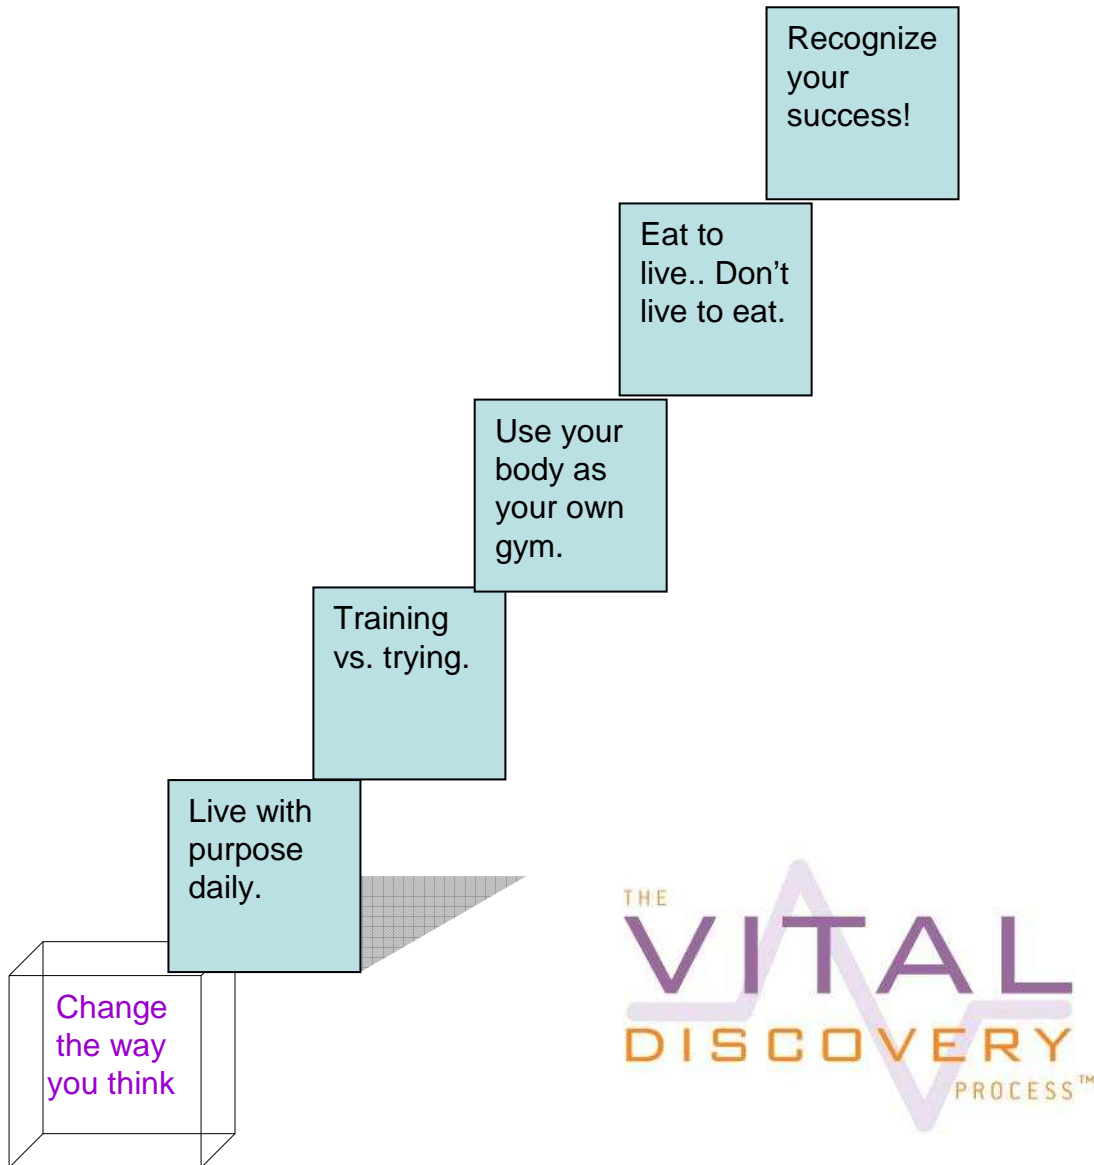 Recognize
your
success!
Eat to
live.. Don’t
live to eat.
Use your
body as
your own
gym.
Training
vs. trying.
Live with
purpose
daily.
Change
the way
you think
THE
VITAL
DISCOVERY
PROCESS™